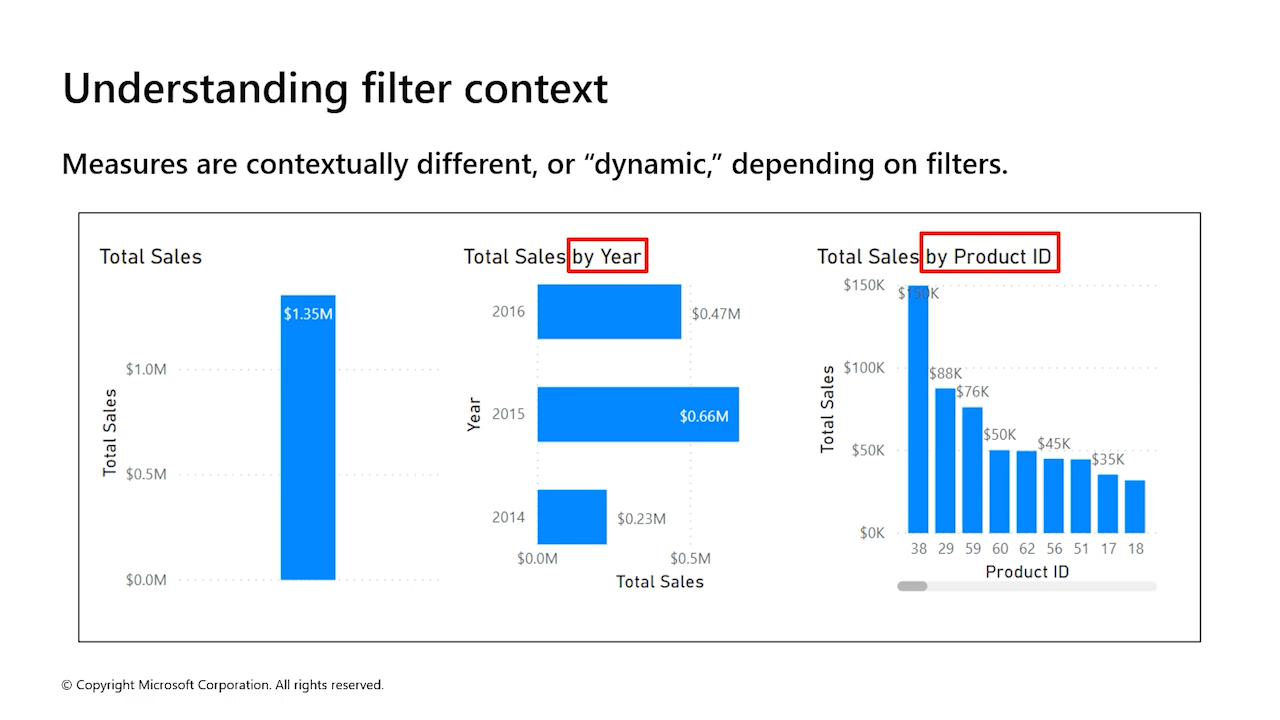 Understanding filter context
Measures are contextually different, or “dynamic,” depending on filters.
Total Sales
$1.35M
$1.0M
$0.5M
$0.0M
Total Sales
Total Sales by Year
2016
$0.47M
2015
$0.66M
2014
$0.23M
$0.0M
$0.5M
Year
Total Sales
Total Sales by Product ID
$150K
$150K
$100K
$88K
$76K
$50K
$50K
$45K
$35K
$0K
Total Sales
38 29 59 60 62 56 51 17 18
Product ID
© Copyright Microsoft Corporation. All rights reserved.